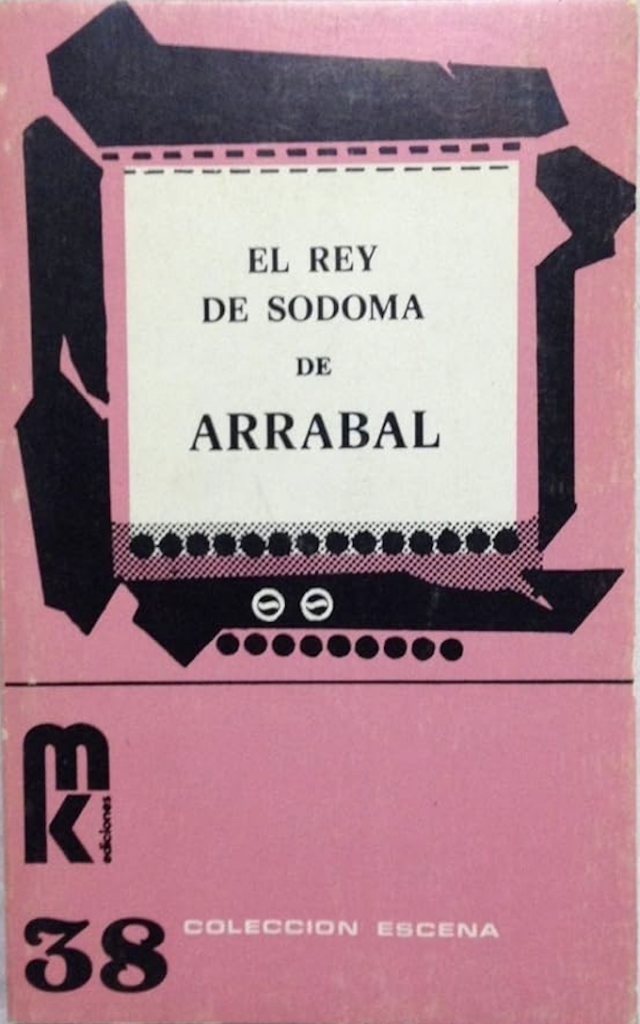 EL REY
DE SODOMA
DE
ARRABAL
mk
ediciones
38 COLECCION ESCENA